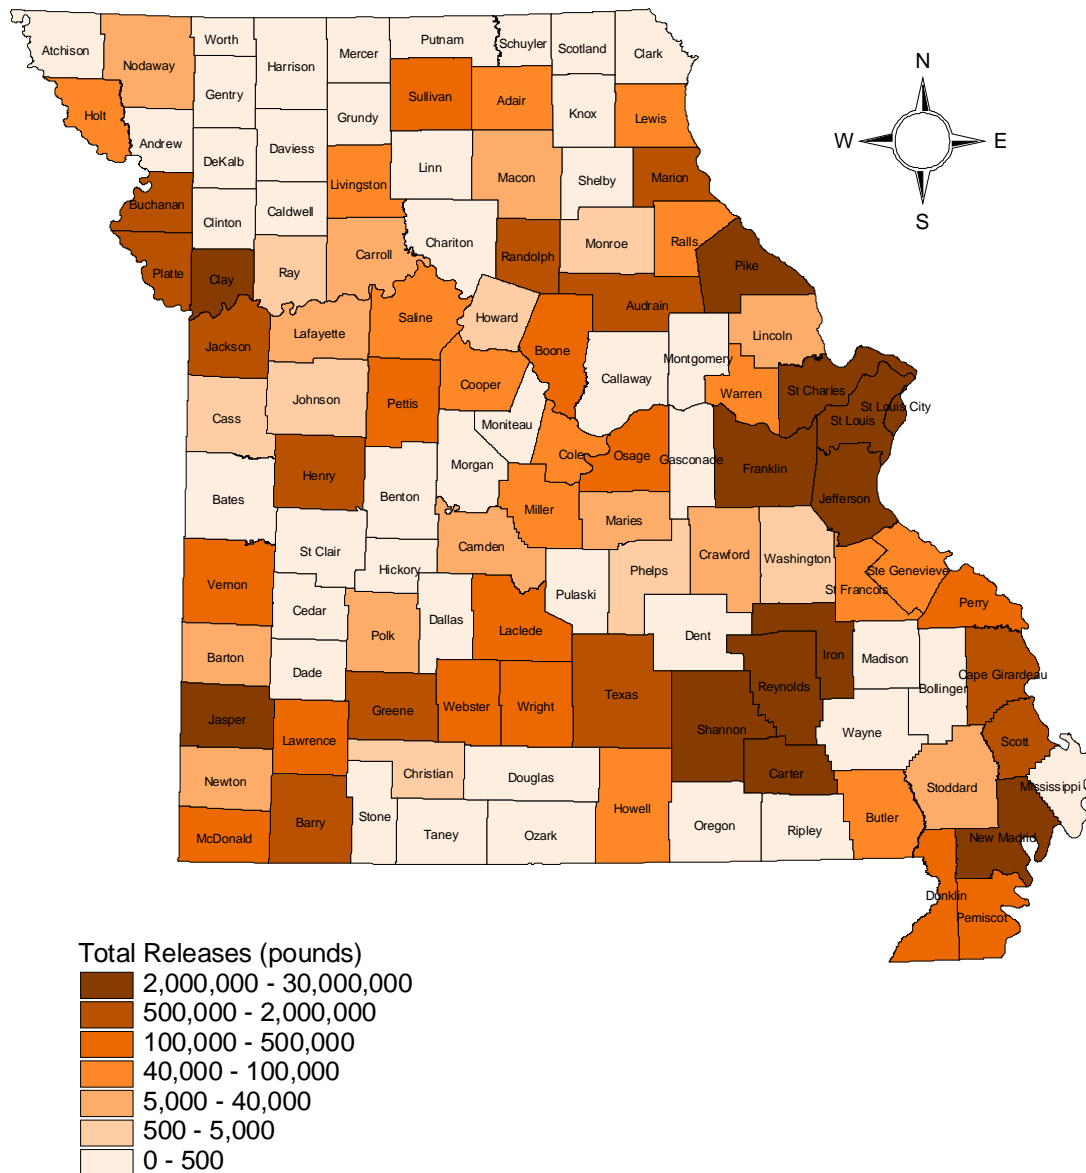 Atchison
Nodaway
Worth
Harrison
Mercer
Putnam
Schuyler
Scotland
Clark
Gentry
Sullivan
Adair
Knox
Lewis
Holt
Andrew
DeKalb
Daviess
Grundy
Livingston
Linn
Macon
Shelby
Marion
Buchanan
Clinton
Caldwell
Chariton
Randolph
Monroe
Ralls
Platte
Clay
Ray
Carroll
Pike
Audrain
Jackson
Lafayette
Saline
Howard
Boone
Callaway
Montgomery
Lincoln
Cass
Johnson
Pettis
Cooper
Moniteau
Warren
St Charles
St Louis City
St Louis
Cole
Osage
Gasconade
Franklin
Jefferson
Bates
Henry
Benton
Morgan
Miller
Maries
Vernon
St Clair
Hickory
Camden
Pulaski
Phelps
Crawford
Washington
St Francois
Ste Genevieve
Perry
Barton
Cedar
Polk
Dallas
Laclede
Dent
Iron
Madison
Bollinger
Cape Girardeau
Jasper
Dade
Greene
Webster
Wright
Texas
Shannon
Reynolds
Wayne
Scott
Lawrence
Newton
Christian
Douglas
Howell
Carter
Butler
Stoddard
Mississippi
McDonald
Barry
Stone
Taney
Ozark
Oregon
Ripley
New Madrid
Dunklin
Pemiscot
N
W
E
S
Total Releases (pounds)
2,000,000 - 30,000,000
500,000 - 2,000,000
100,000 - 500,000
40,000 - 100,000
5,000 - 40,000
500 - 5,000
0 - 500